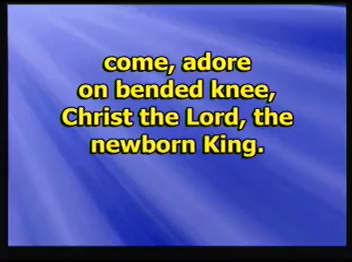 come, adore
on bended knee,
Christ the Lord, the
newborn King.